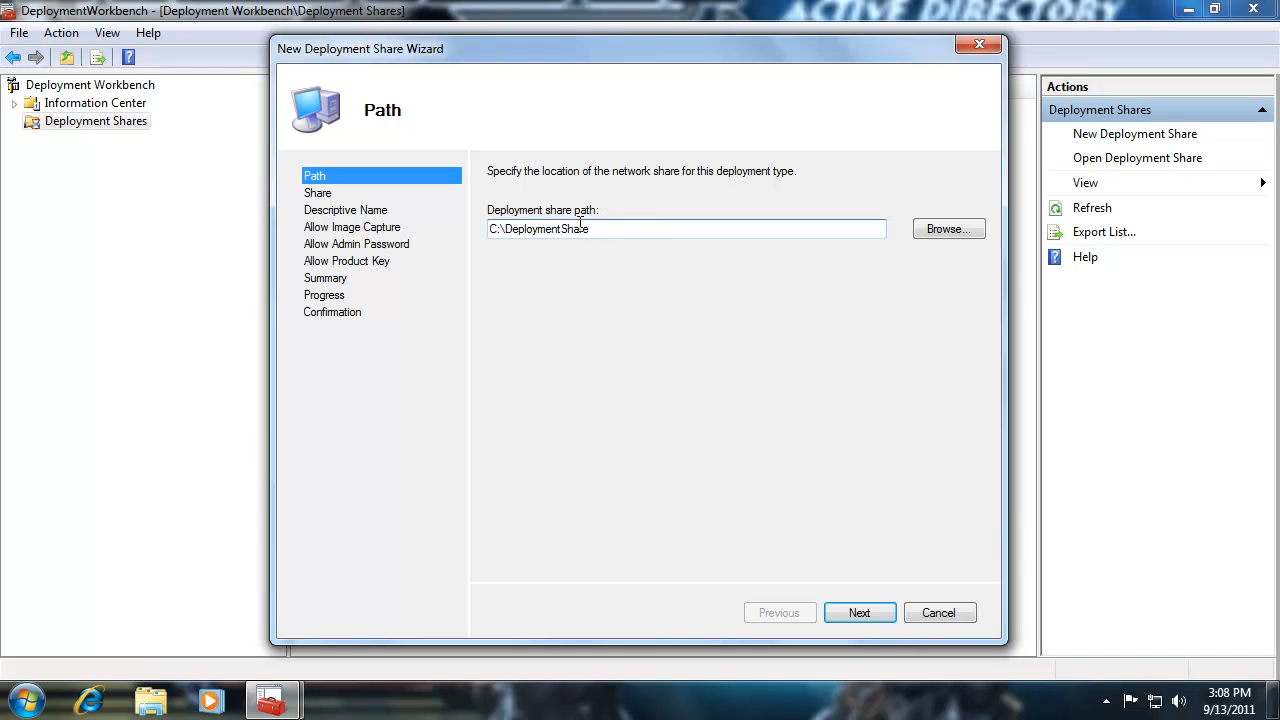 DeploymentWorkbench - [Deployment Workbench\Deployment Shares]
ACTIVE DIRECTORY
File Action View Help
Deployment Workbench
Information Center
Deployment Shares
New Deployment Share Wizard
Path
Path
Share
Descriptive Name
Allow Image Capture
Allow Admin Password
Allow Product Key
Summary
Progress
Confirmation
Specify the location of the network share for this deployment type.
Deployment share path:
C:\DeploymentShare
Browse...
Previous Next Cancel
Actions
Deployment Shares
New Deployment Share
Open Deployment Share
View
Refresh
Export List...
Help
3:08 PM
9/13/2011